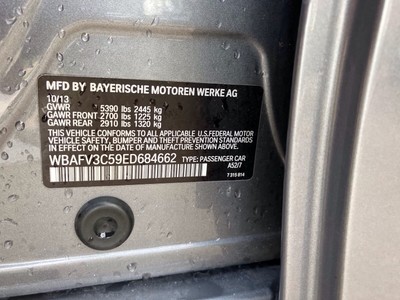 MFD BY BAYERISCHE MOTOREN WERKE AG
10/13
GVWR 5390 lbs 2445 kg
GAWR FRONT 2700 lbs 1225 kg
GAWR REAR 2910 lbs 1320 kg
THIS VEHICLE CONFORMS TO ALL APPLICABLE U.S.FEDERAL MOTOR
VEHICLE SAFETY, BUMPER AND THEFT PREVENTION STANDARDS
IN EFFECT ON THE DATE OF MANUFACTURE SHOWN ABOVE.
WBAFV3C59ED684662 TYPE: PASSENGER CAR
A52/7
T 315 814